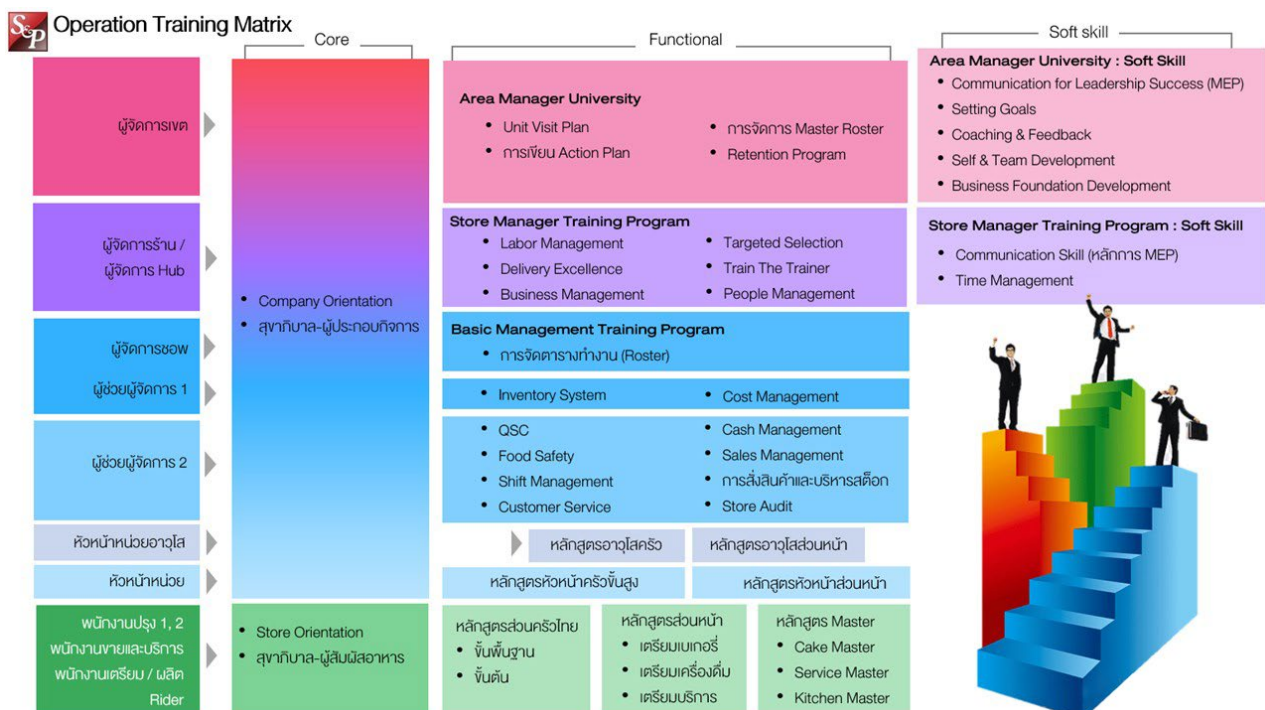 S&P
Operation Training Matrix
Core
Functional
Soft skill
ผู้จัดการเขต
ผู้จัดการร้าน /
ผู้จัดการ Hub
ผู้จัดการชอพ
ผู้ช่วยผู้จัดการ 1
ผู้ช่วยผู้จัดการ 2
หัวหน้าหน่วยอาวุโส
หัวหน้าหน่วย
พนักงานปรุง 1, 2
พนักงานขายและบริการ
พนักงานเตรียม / ผลิต
Rider
• Company Orientation
• สุขาภิบาล-ผู้ประกอบกิจการ
• Store Orientation
• สุขาภิบาล-ผู้สัมผัสอาหาร
Area Manager University
• Unit Visit Plan
• การเขียน Action Plan
• การจัดการ Master Roster
• Retention Program
Store Manager Training Program
• Labor Management
• Delivery Excellence
• Business Management
• Targeted Selection
• Train The Trainer
• People Management
Basic Management Training Program
• การจัดตารางทำงาน (Roster)
• Inventory System
• Cost Management
• QSC
• Food Safety
• Shift Management
• Customer Service
• Cash Management
• Sales Management
• การสั่งสินค้าและบริหารสต็อก
• Store Audit
หลักสูตรอาวุโสครัว
หลักสูตรอาวุโสส่วนหน้า
หลักสูตรหัวหน้าครัวขั้นสูง
หลักสูตรหัวหน้าส่วนหน้า
หลักสูตรส่วนครัวไทย
• ขั้นพื้นฐาน
• ขั้นต้น
หลักสูตรส่วนหน้า
• เตรียมเบเกอรี่
• เตรียมเครื่องดื่ม
• เตรียมบริการ
หลักสูตร Master
• Cake Master
• Service Master
• Kitchen Master
Area Manager University : Soft Skill
• Communication for Leadership Success (MEP)
• Setting Goals
• Coaching & Feedback
• Self & Team Development
• Business Foundation Development
Store Manager Training Program : Soft Skill
• Communication Skill (หลักการ MEP)
• Time Management